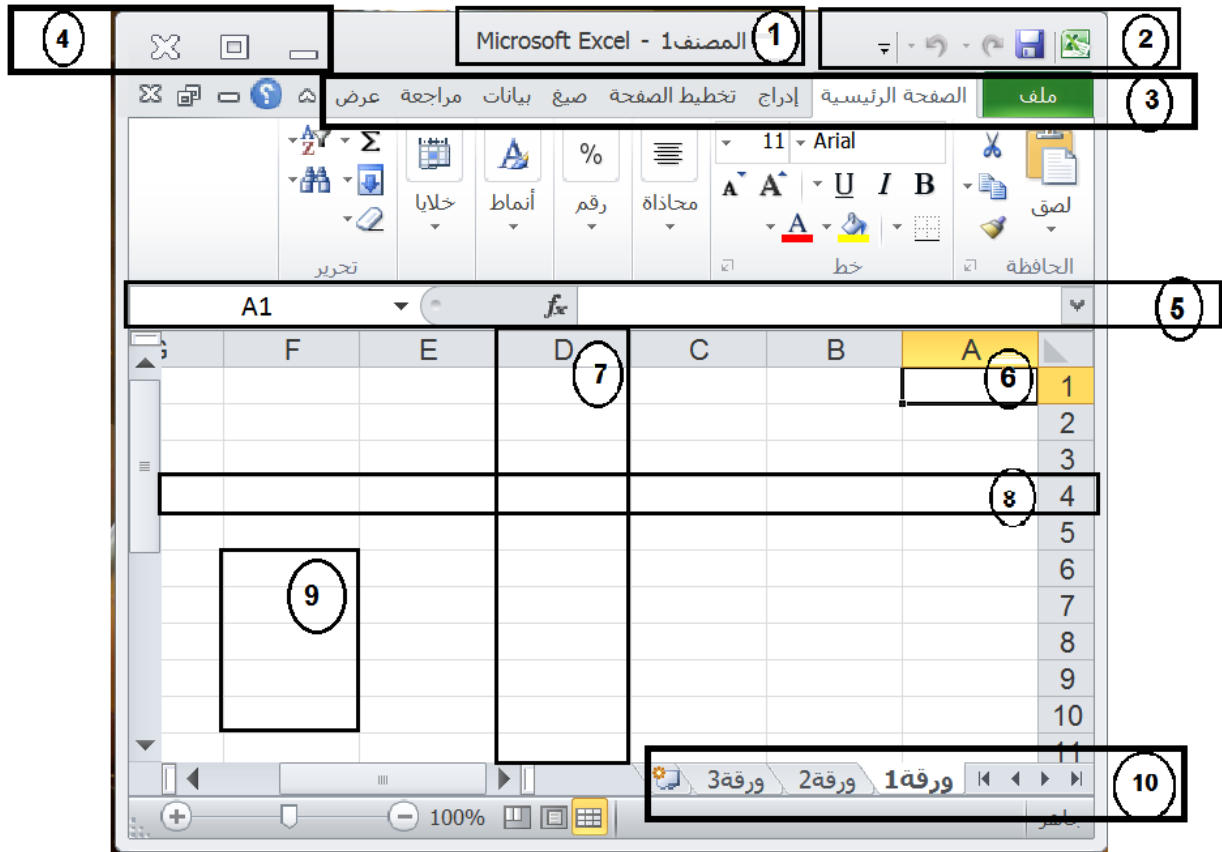 4
Microsoft Excel - المصنف1
1
2
ملف الصفحة الرئيسية إدراج تخطيط الصفحة صيغ بيانات مراجعة عرض
3
Arial 11
B I U A A
A
Σ
A
Z
%
لصق
محاذاة رقم أنماط خلايا
الحافظة خط تحرير
A1 fx
5
A B C D E F G
6
7
1
2
3
4
8
5
6
7
9
8
9
10
11
ورقة1 ورقة2 ورقة3
10
جاهز 100%